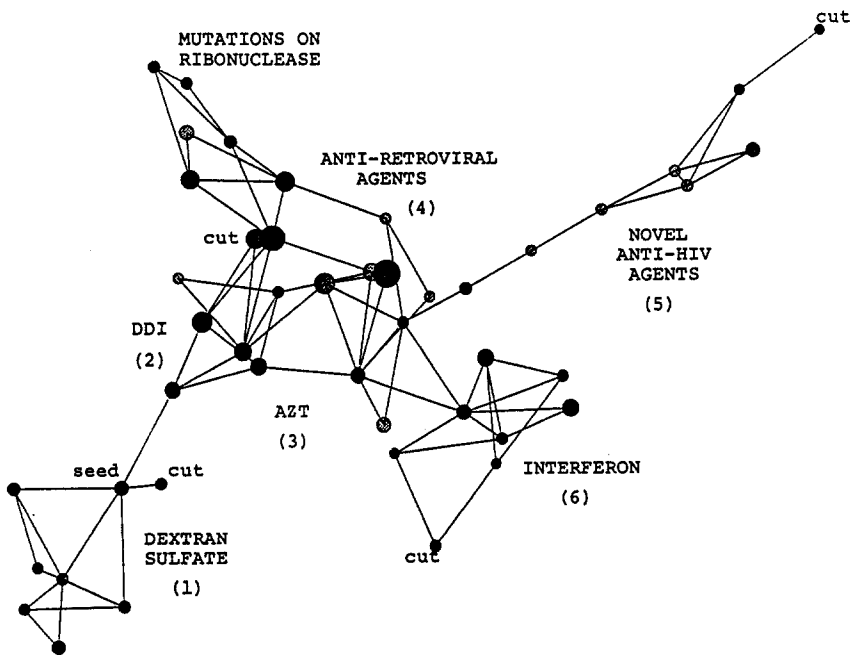 cut
MUTATIONS ON
RIBONUCLEASE
ANTI-RETROVIRAL
AGENTS
(4)
cut
NOVEL
ANTI-HIV
AGENTS
(5)
DDI
(2)
AZT
(3)
seed
cut
INTERFERON
(6)
DEXTRAN
SULFATE
(1)
cut